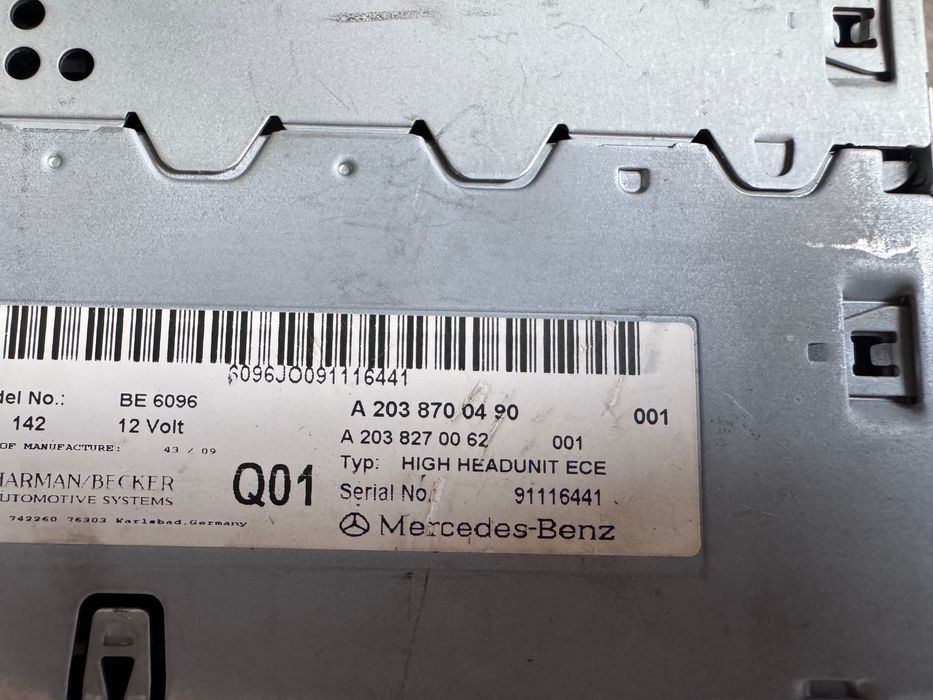 6096JO091116441
del No.: BE 6096
142 12 Volt
OF MANUFACTURE: 43 / 09
HARMAN/BECKER
UTOMOTIVE SYSTEMS
742260 76303 Karlsbad, Germany
Q01
A 203 870 04 90 001
A 203 827 00 62 001
Typ: HIGH HEADUNIT ECE
Serial No. 91116441
Mercedes-Benz